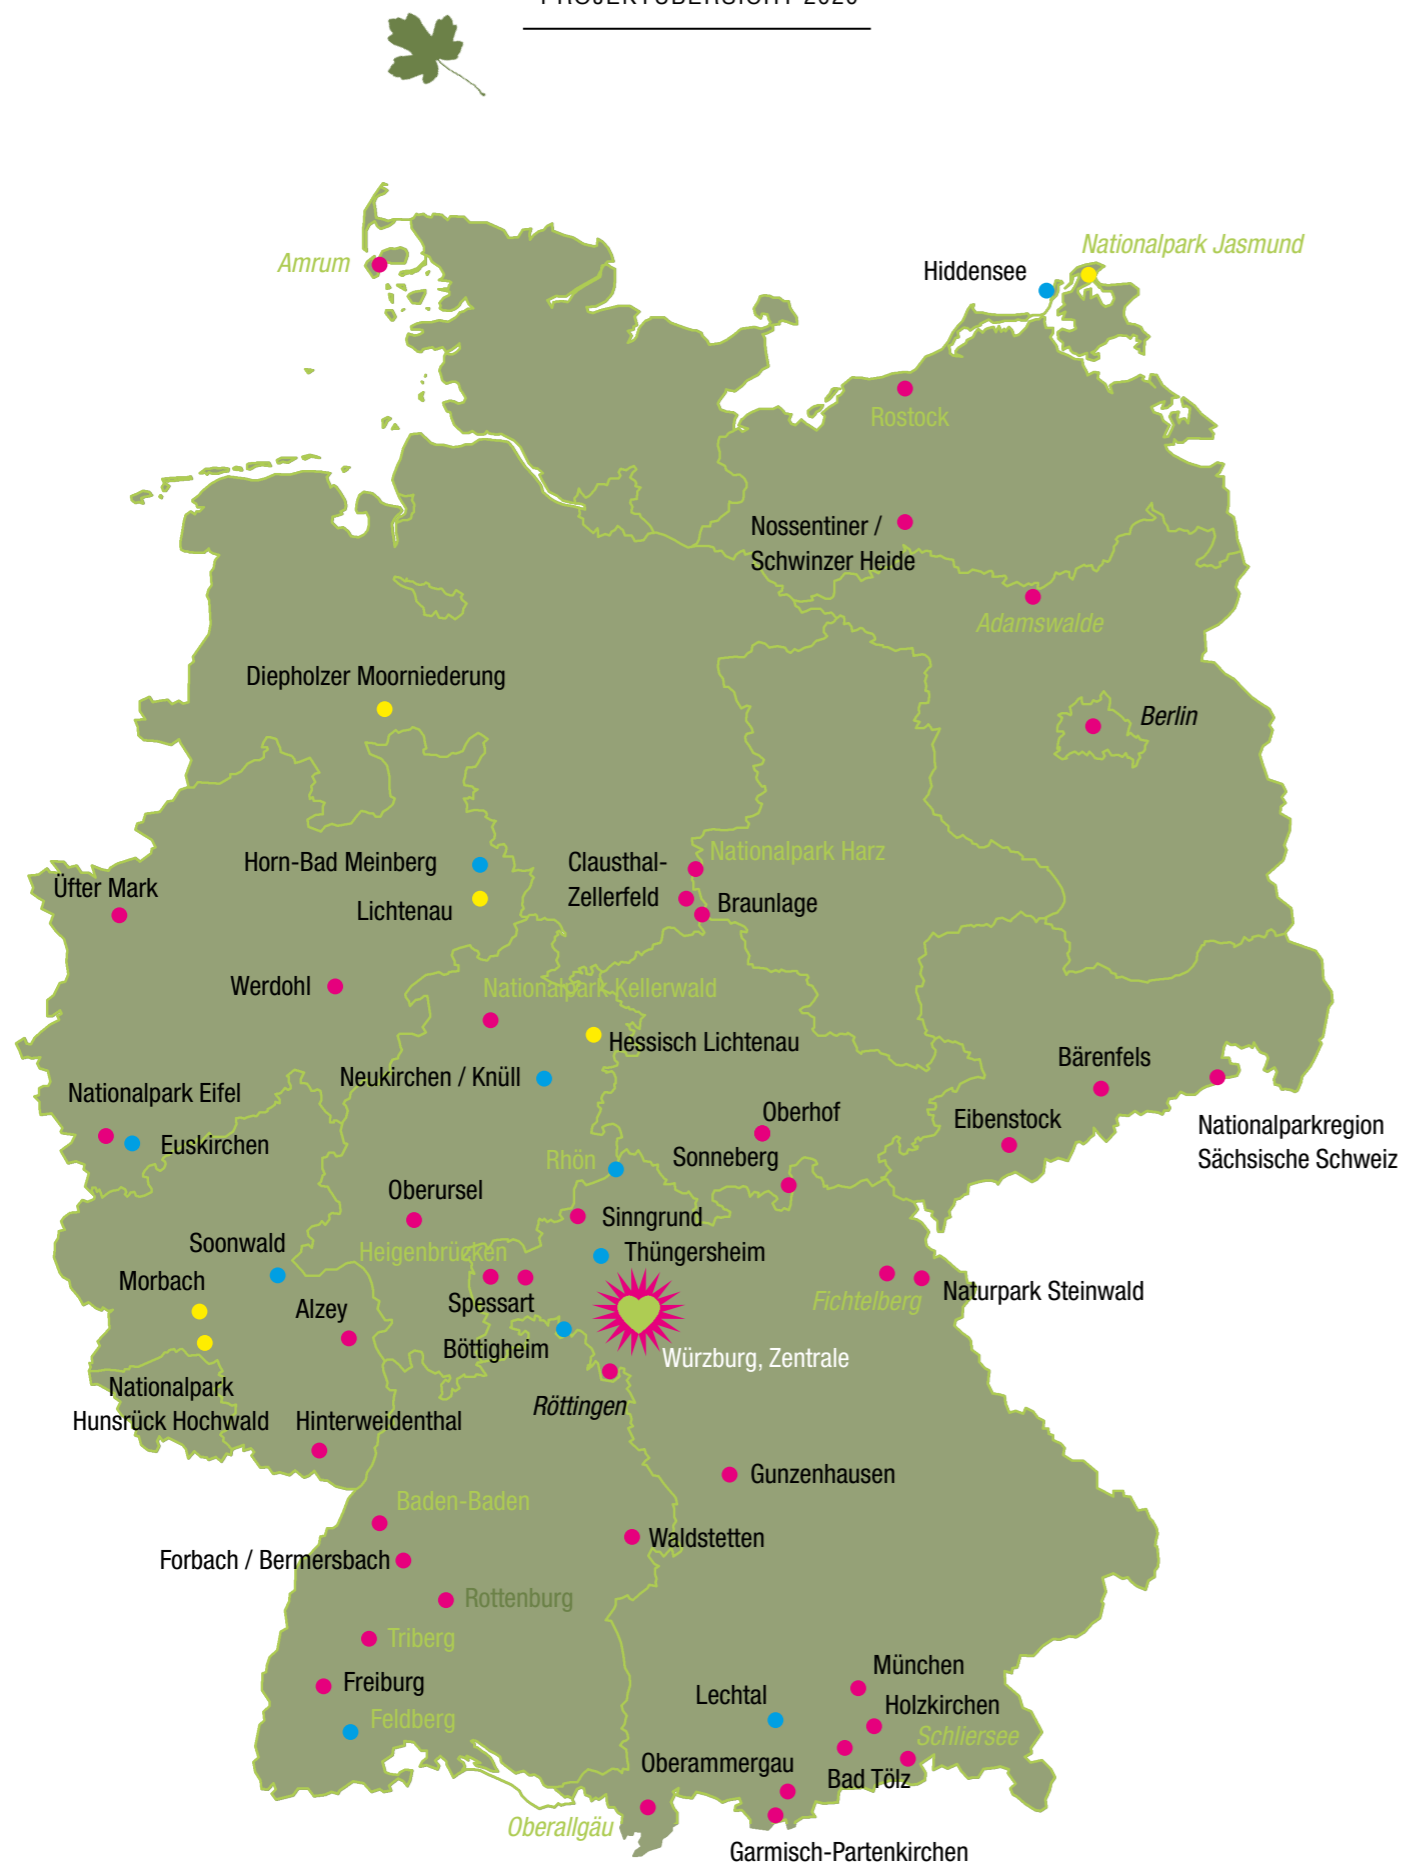 PROJEKTÜBERSICHT 2020
Amrum
Nationalpark Jasmund
Hiddensee
Rostock
Nossentiner /
Schwinzer Heide
Adamswalde
Diepholzer Moorniederung
Berlin
Horn-Bad Meinberg
Clausthal-
Zellerfeld
Nationalpark Harz
Üfter Mark
Lichtenau
Braunlage
Werdohl
Nationalpark Kellerwald
Hessisch Lichtenau
Neukirchen / Knüll
Bärenfels
Nationalpark Eifel
Euskirchen
Oberhof
Eibenstock
Nationalparkregion
Sächsische Schweiz
Rhön
Sonneberg
Oberursel
Sinngrund
Soonwald
Heigenbrücken
Thüngersheim
Morbach
Alzey
Spessart
Fichtelberg
Naturpark Steinwald
Böttigheim
Würzburg, Zentrale
Nationalpark
Hunsrück Hochwald
Röttingen
Hinterweidenthal
Gunzenhausen
Baden-Baden
Waldstetten
Forbach / Bermersbach
Rottenburg
Triberg
Freiburg
München
Lechtal
Holzkirchen
Feldberg
Schliersee
Oberammergau
Bad Tölz
Oberallgäu
Garmisch-Partenkirchen